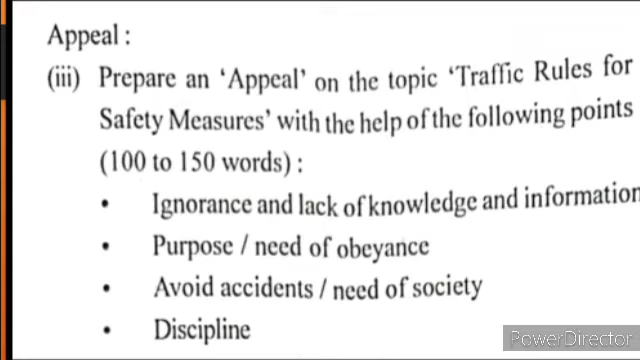 Appeal :
(iii) Prepare an ‘Appeal’ on the topic ‘Traffic Rules for
Safety Measures’ with the help of the following points
(100 to 150 words) :
• Ignorance and lack of knowledge and information
• Purpose / need of obeyance
• Avoid accidents / need of society
• Discipline
PowerDirector